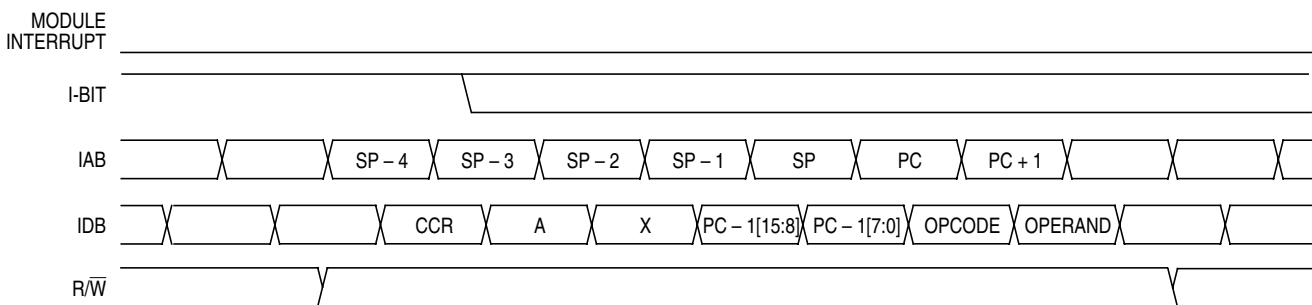 MODULE
INTERRUPT
I-BIT
IAB SP – 4 SP – 3 SP – 2 SP – 1 SP PC PC + 1
IDB CCR A X PC – 1[15:8] PC – 1[7:0] OPCODE OPERAND
R/W̅